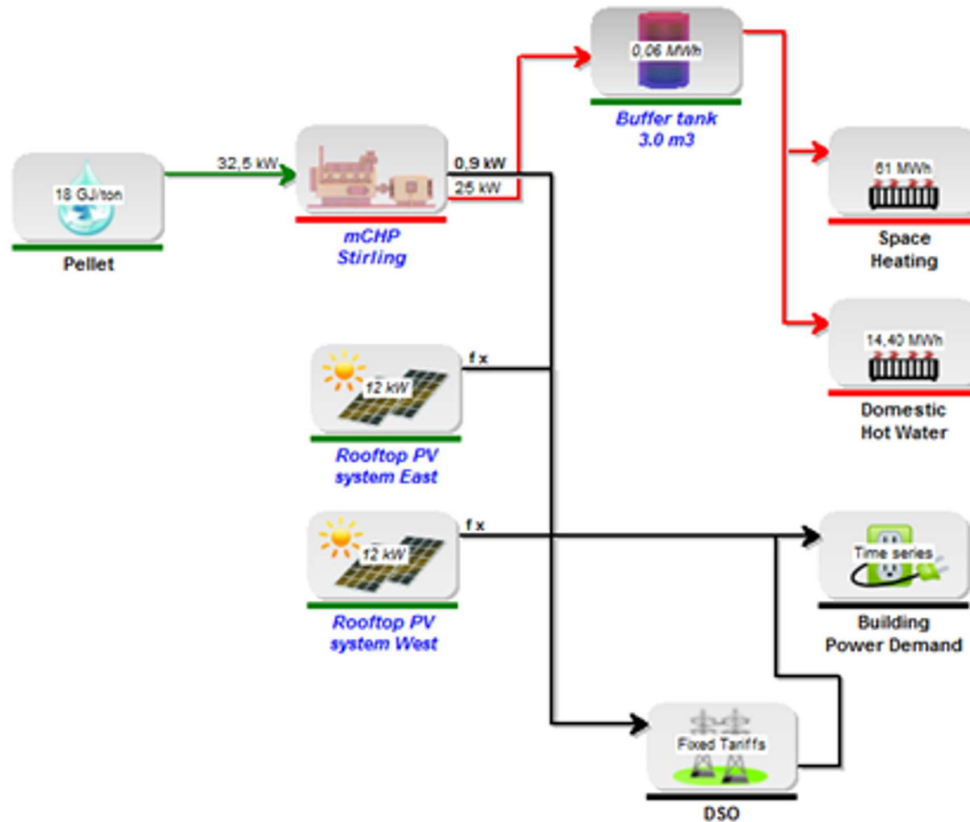 0,06 MWh
Buffer tank
3.0 m3
18 GJ/ton
Pellet
32,5 kW
mCHP
Stirling
0,9 kW
25 kW
61 MWh
Space
Heating
14,40 MWh
Domestic
Hot Water
12 kW
f x
Rooftop PV
system East
12 kW
f x
Rooftop PV
system West
Time series
Building
Power Demand
Fixed Tariffs
DSO